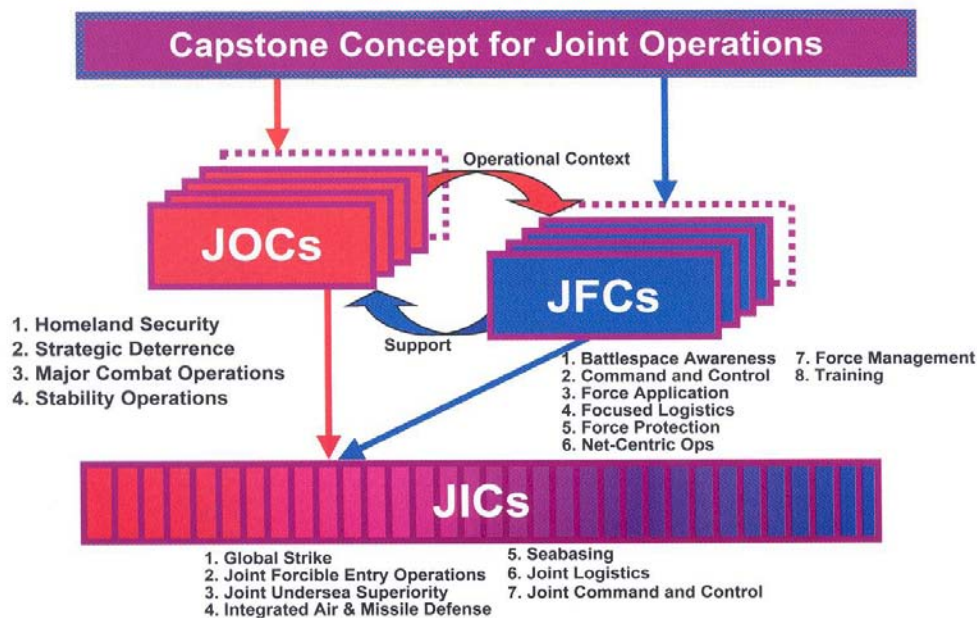 Capstone Concept for Joint Operations
Operational Context
JOCs
JFCs
Support
1. Homeland Security
2. Strategic Deterrence
3. Major Combat Operations
4. Stability Operations
1. Battlespace Awareness
2. Command and Control
3. Force Application
4. Focused Logistics
5. Force Protection
6. Net-Centric Ops
7. Force Management
8. Training
JICs
1. Global Strike
2. Joint Forcible Entry Operations
3. Joint Undersea Superiority
4. Integrated Air & Missile Defense
5. Seabasing
6. Joint Logistics
7. Joint Command and Control